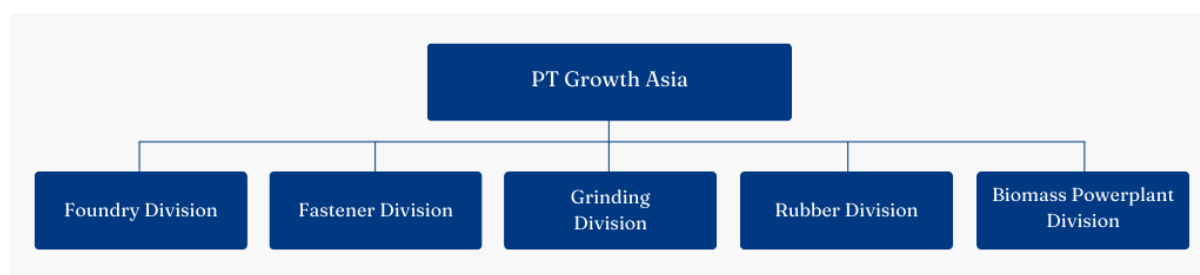 PT Growth Asia
Foundry Division
Fastener Division
Grinding
Division
Rubber Division
Biomass Powerplant
Division